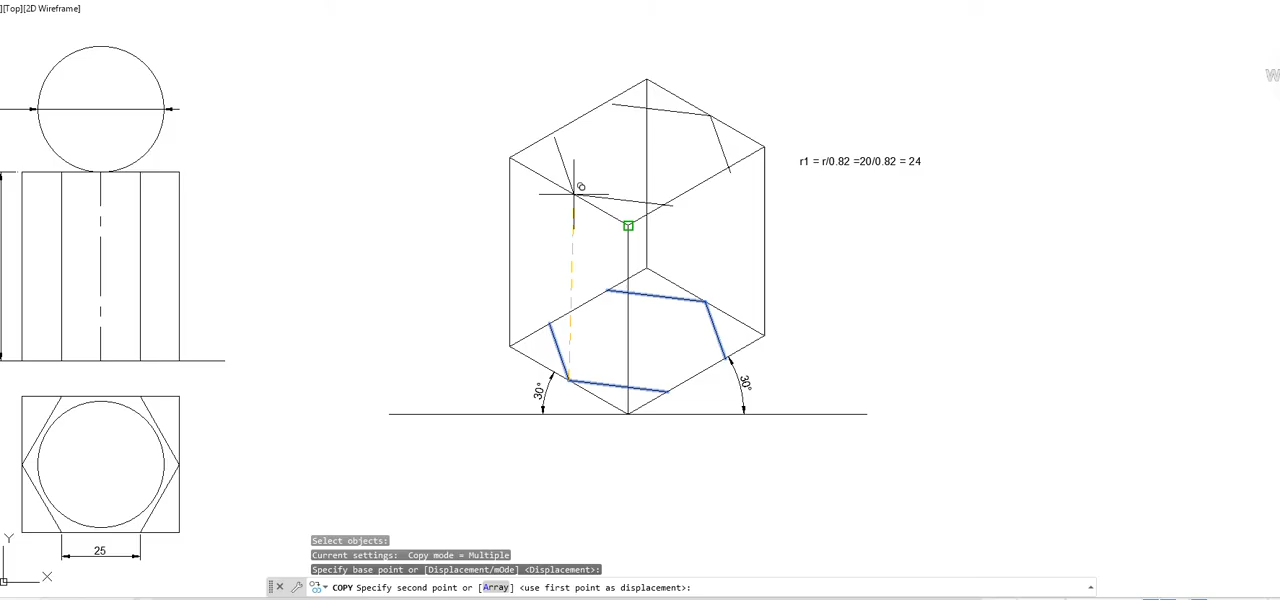 ][Top][2D Wireframe]
r1 = r/0.82 =20/0.82 = 24
30°
30°
25
Y
X
Select objects:
Current settings: Copy mode = Multiple
Specify base point or [Displacement/mOde] <Displacement>:
COPY Specify second point or [Array] <use first point as displacement>:
W